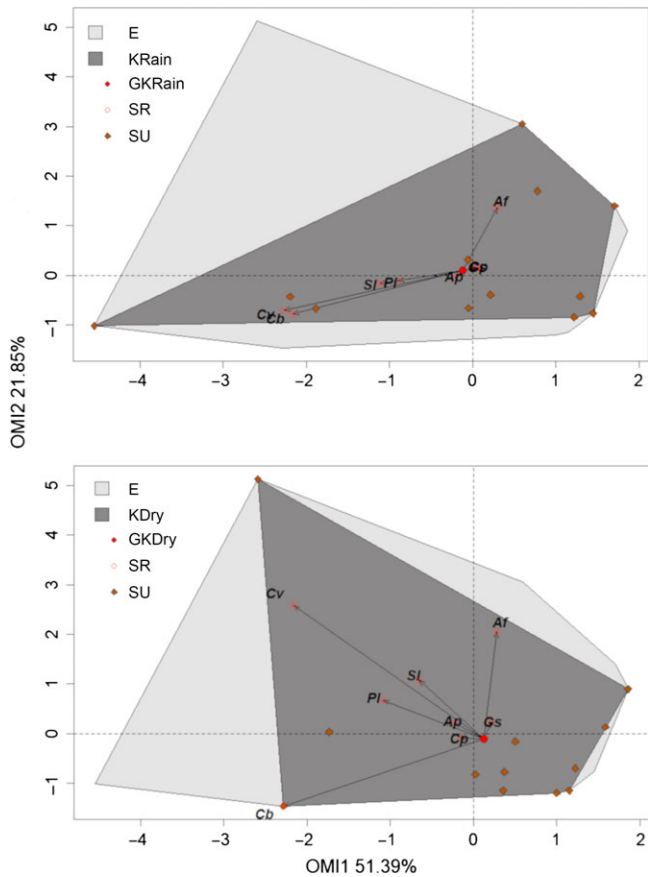 E
KRain
GKRain
SR
SU
5
4
3
2
1
0
−1
−4
−3
−2
−1
0
1
2
Af
Ap
Sl
Pl
Cv
Cb
OMI2 21.85%
E
KDry
GKDry
SR
SU
5
4
3
2
1
0
−1
−4
−3
−2
−1
0
1
2
Cv
Af
Sl
Pl
Ap
Gs
Cp
Cb
OMI1 51.39%